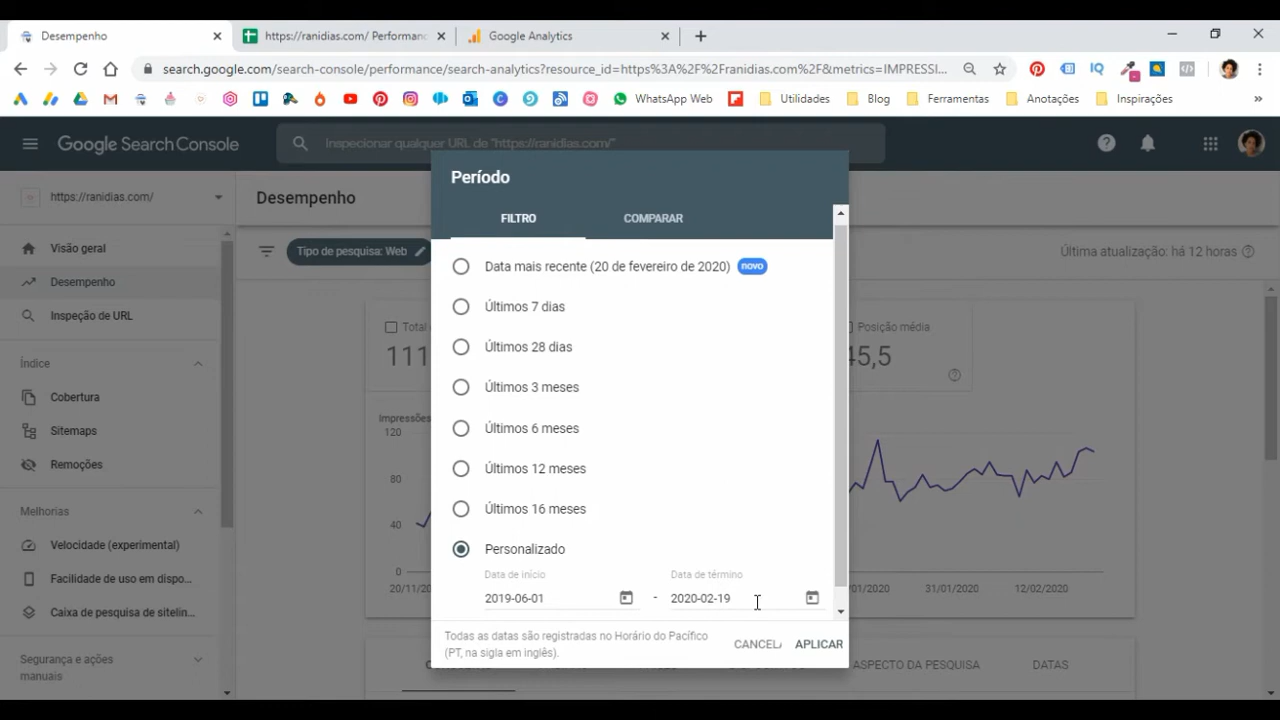 Desempenho
https://ranidias.com/ Performanc
Google Analytics
search.google.com/search-console/performance/search-analytics?resource_id=https%3A%2F%2Franidias.com%2F&metrics=IMPRESSI...
WhatsApp Web
Utilidades
Blog
Ferramentas
Anotações
Inspirações
Google Search Console
Inspecionar qualquer URL de "https://ranidias.com/"
https://ranidias.com/
Desempenho
Tipo de pesquisa: Web
Última atualização: há 12 horas
Visão geral
Desempenho
Inspeção de URL
Índice
Cobertura
Sitemaps
Remoções
Melhorias
Velocidade (experimental)
Facilidade de uso em dispo...
Caixa de pesquisa de sitelin...
Segurança e ações
manuais
Período
FILTRO
COMPARAR
Data mais recente (20 de fevereiro de 2020) novo
Últimos 7 dias
Últimos 28 dias
Últimos 3 meses
Últimos 6 meses
Últimos 12 meses
Últimos 16 meses
Personalizado
Data de início
Data de término
2019-06-01 - 2020-02-19
Todas as datas são registradas no Horário do Pacífico
(PT, na sigla em inglês).
CANCEL
APLICAR
Total
111
Posição média
45,5
Impressões
120
80
40
0
20/11/
/01/2020
31/01/2020
12/02/2020
ASPECTO DA PESQUISA
DATAS